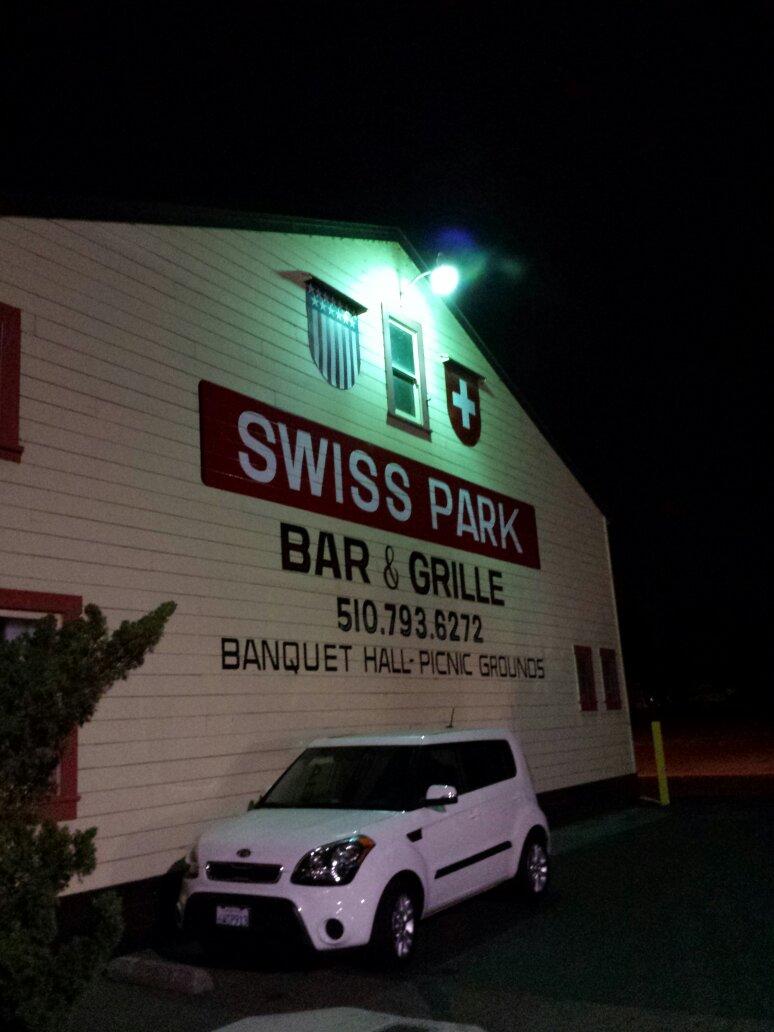 SWISS PARK
BAR & GRILLE
510.793.6272
BANQUET HALL-PICNIC GROUNDS